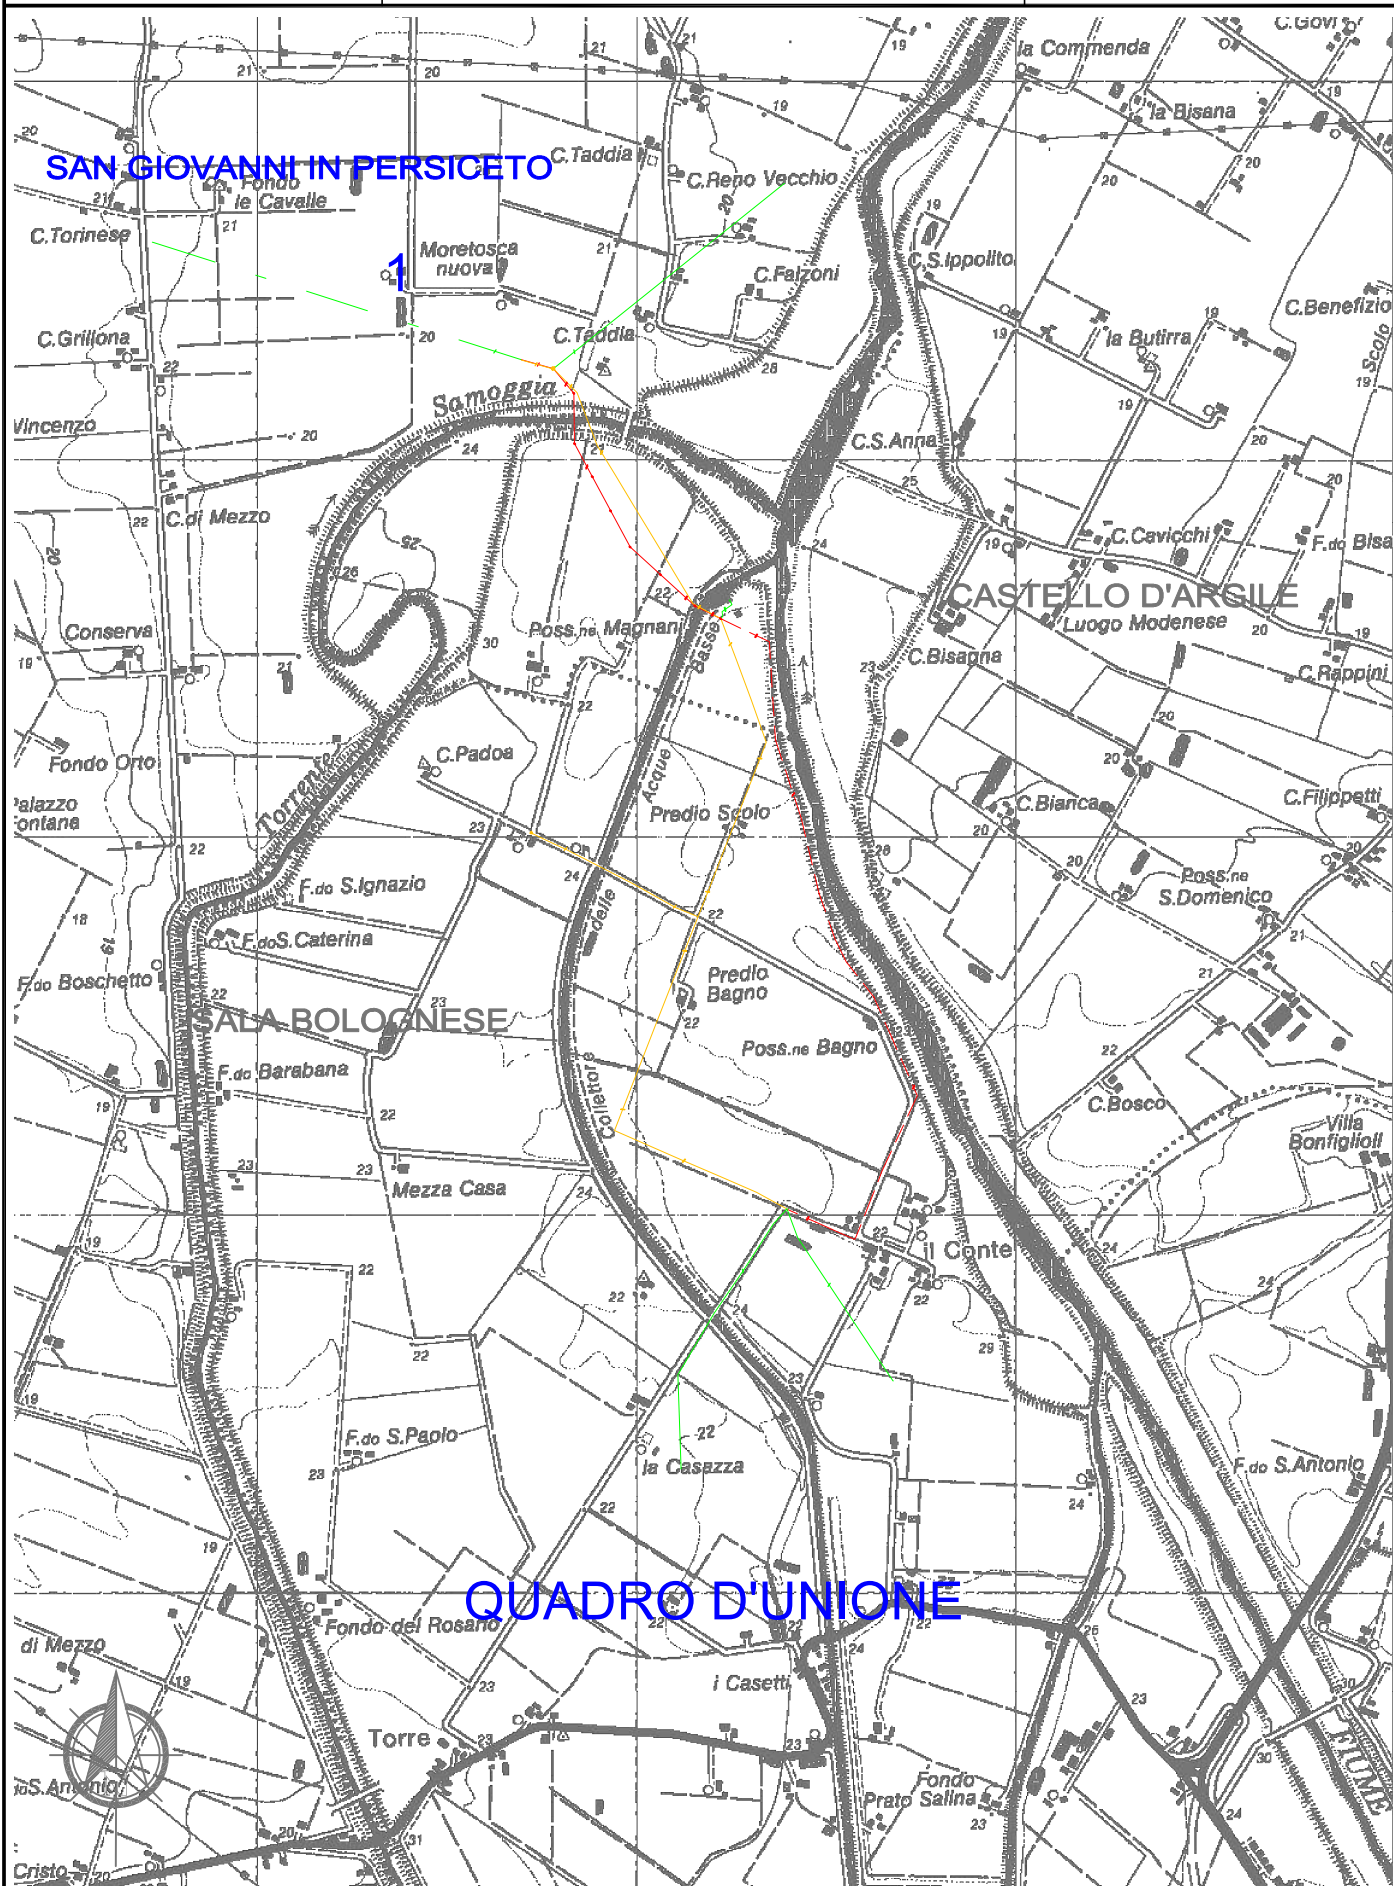 C.Govi
la Commenda
la Bisana
C.Taddia
SAN GIOVANNI IN PERSICETO
Fondo
le Cavalle
C.Reno Vecchio
C.Torinese
Moretosca
nuova
1
C.Falzoni
C.S.Ippolito
C.Benefizio
C.Grillona
C.Taddia
la Butirra
Scolo
Samoggia
Vincenzo
C.S.Anna
C.di Mezzo
C.Cavicchi
F.do Bisa
CASTELLO D'ARGILE
Luogo Modenese
Conserva
Poss.ne Magnani
Basse
C.Bisagna
C.Rappini
Fondo Orto
C.Padoa
Acque
Torrente
Palazzo
Fontana
Predio Scolo
C.Bianca
C.Filippetti
F.do S.Ignazio
delle
Poss.ne
S.Domenico
F.doS.Caterina
F.do Boschetto
Predio
Bagno
SALA BOLOGNESE
Poss.ne Bagno
F.do Barabana
Collettore
C.Bosco
Villa
Bonfiglioli
Mezza Casa
il Conte
F.do S.Paolo
la Casazza
F.do S.Antonio
QUADRO D'UNIONE
Fondo del Rosario
di Mezzo
i Casetti
Torre
FIUME
Fondo
Prato Salina
S.Antonio
Cristo